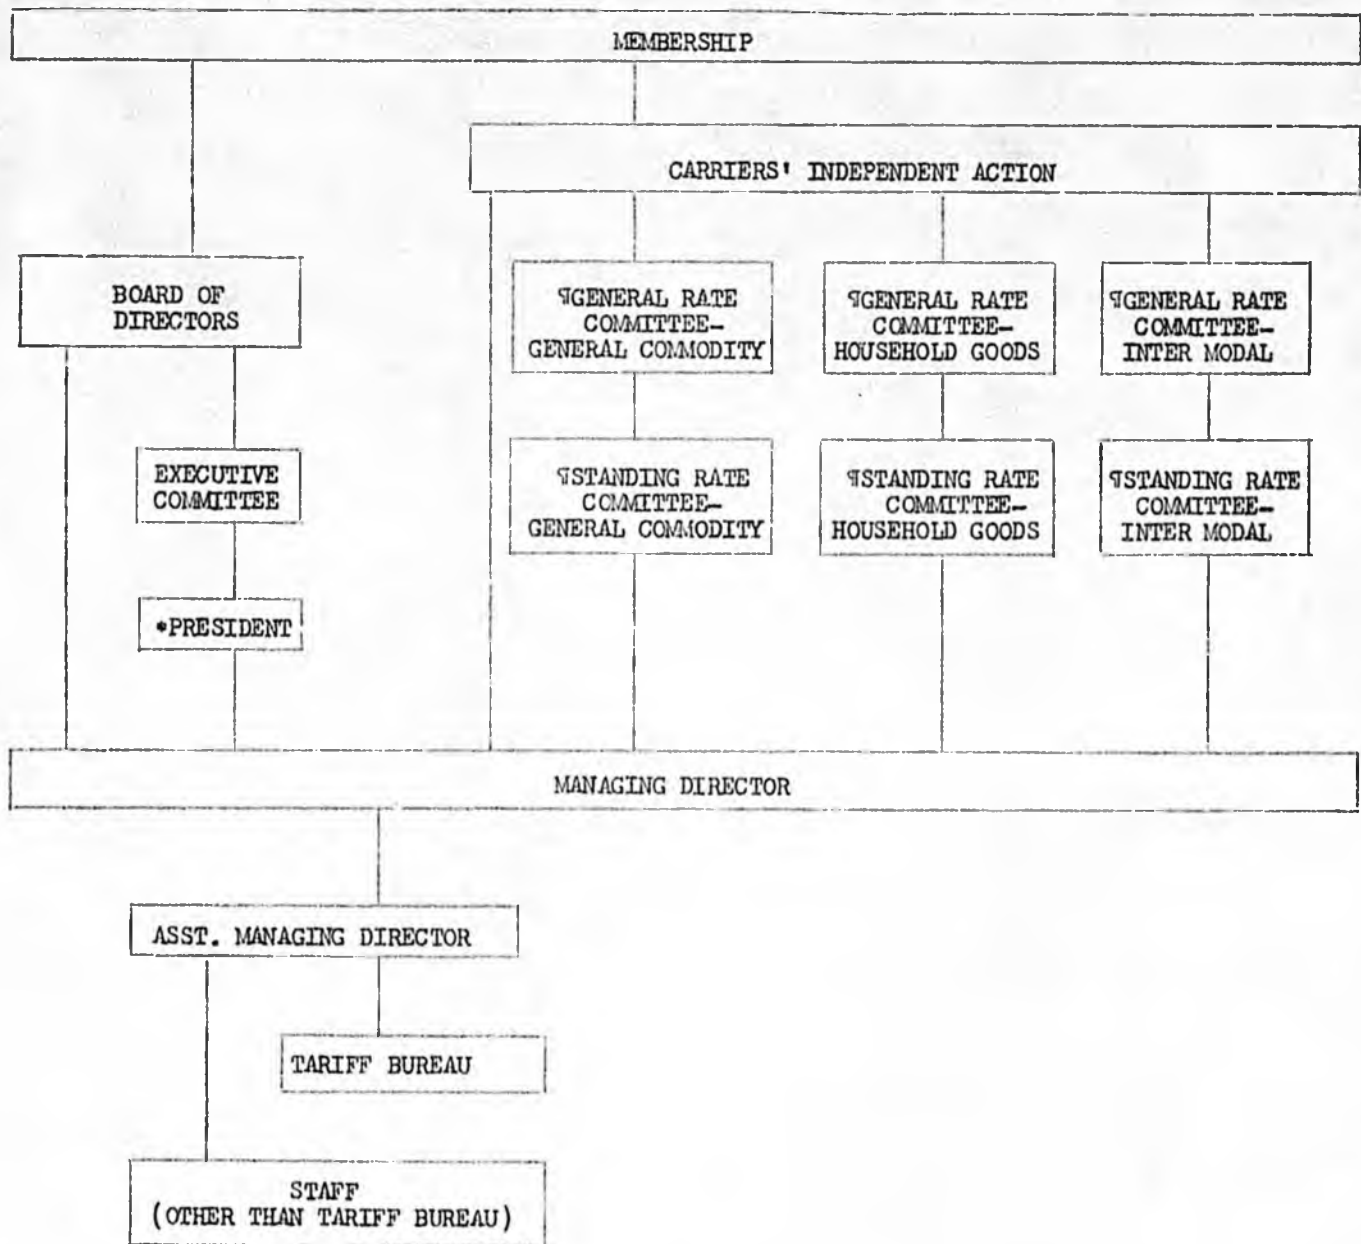 MEMBERSHIP
CARRIERS' INDEPENDENT ACTION
BOARD OF
DIRECTORS
¶GENERAL RATE
COMMITTEE-
GENERAL COMMODITY
¶GENERAL RATE
COMMITTEE-
HOUSEHOLD GOODS
¶GENERAL RATE
COMMITTEE-
INTER MODAL
EXECUTIVE
COMMITTEE
¶STANDING RATE
COMMITTEE-
GENERAL COMMODITY
¶STANDING RATE
COMMITTEE-
HOUSEHOLD GOODS
¶STANDING RATE
COMMITTEE-
INTER MODAL
*PRESIDENT
MANAGING DIRECTOR
ASST. MANAGING DIRECTOR
TARIFF BUREAU
STAFF
(OTHER THAN TARIFF BUREAU)